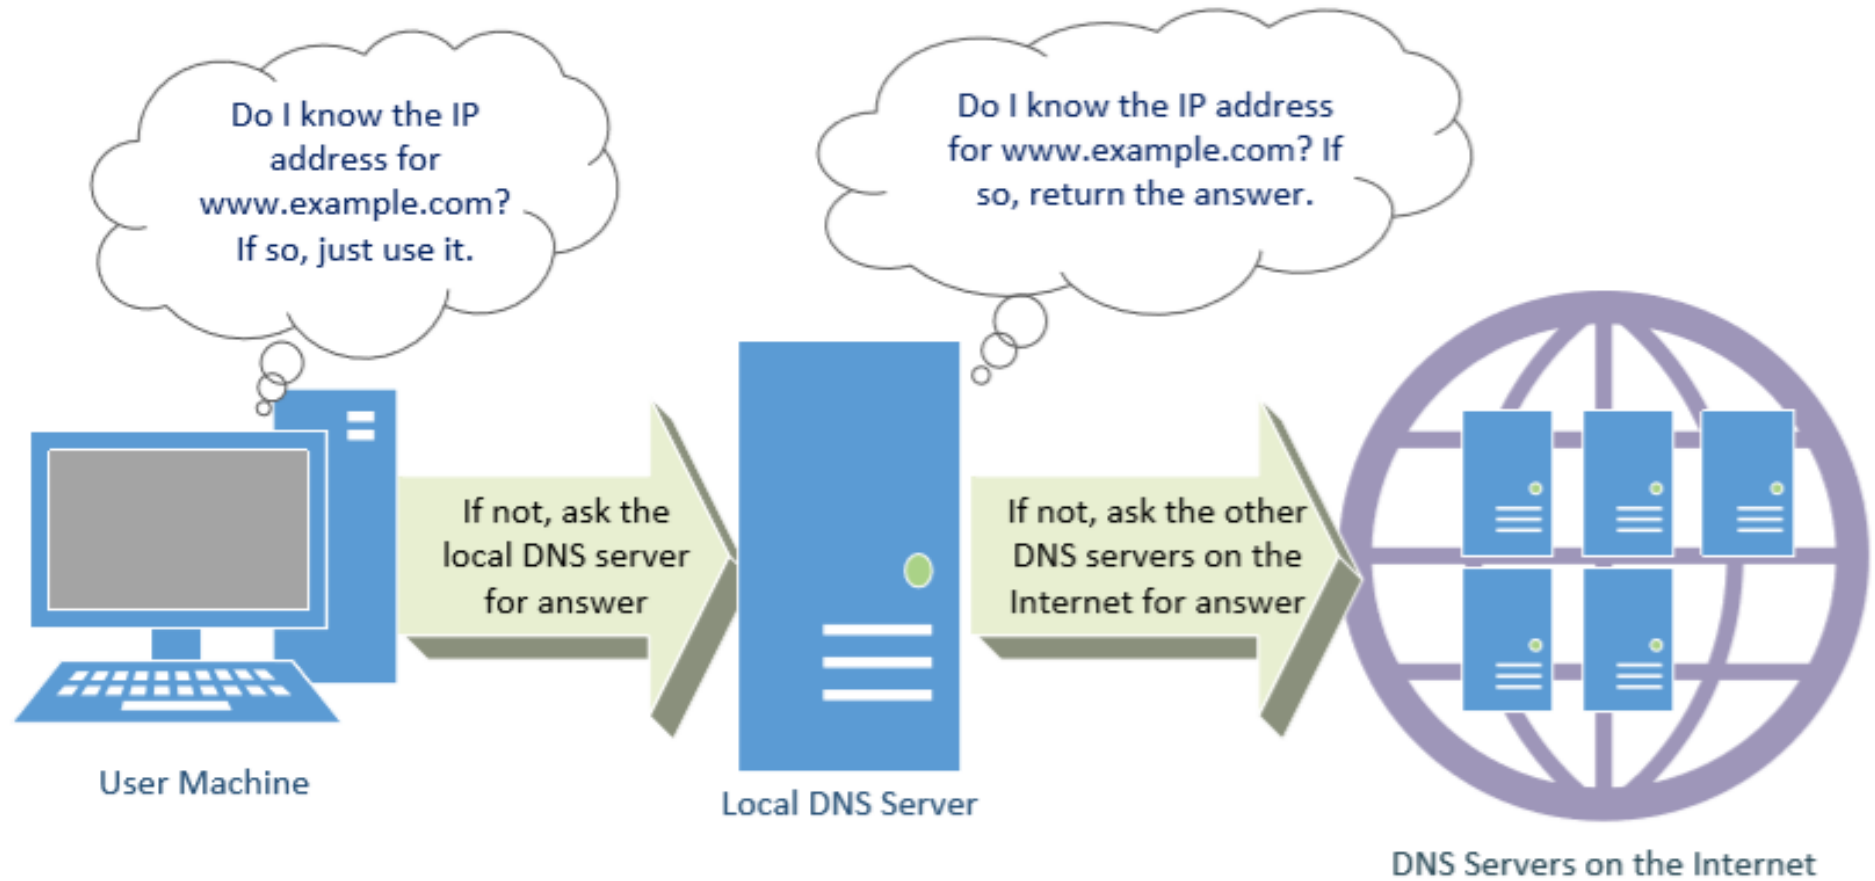 Do I know the IP
address for
www.example.com?
If so, just use it.
Do I know the IP address
for www.example.com? If
so, return the answer.
If not, ask the
local DNS server
for answer
If not, ask the other
DNS servers on the
Internet for answer
User Machine
Local DNS Server
DNS Servers on the Internet